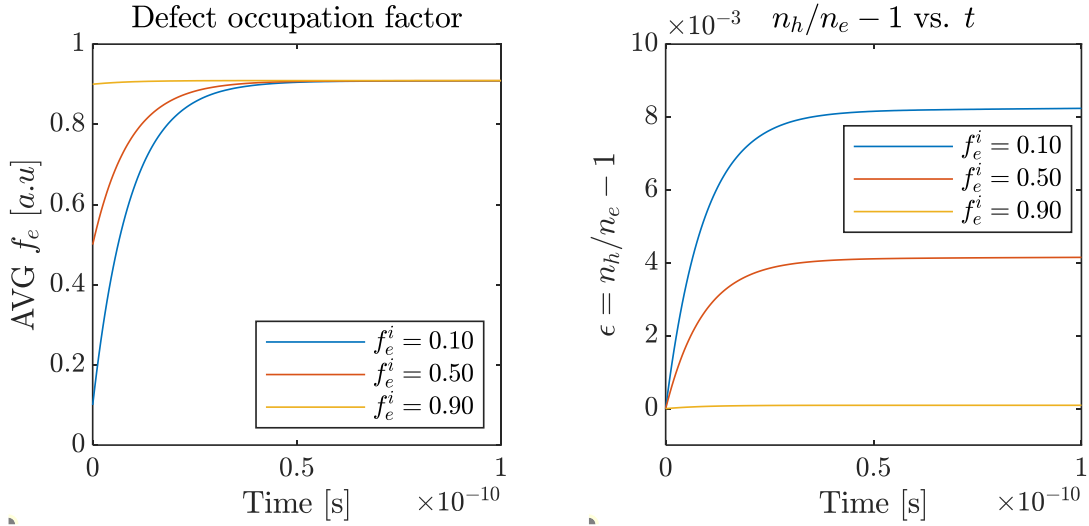 Defect occupation factor
1
0.8
0.6
0.4
0.2
0
AVG f_e [a.u]
f_e^i = 0.10
f_e^i = 0.50
f_e^i = 0.90
0 0.5 1
Time [s] ×10^{-10}
×10^{-3} n_h/n_e − 1 vs. t
10
8
6
4
2
0
ϵ = n_h/n_e − 1
f_e^i = 0.10
f_e^i = 0.50
f_e^i = 0.90
0 0.5 1
Time [s] ×10^{-10}